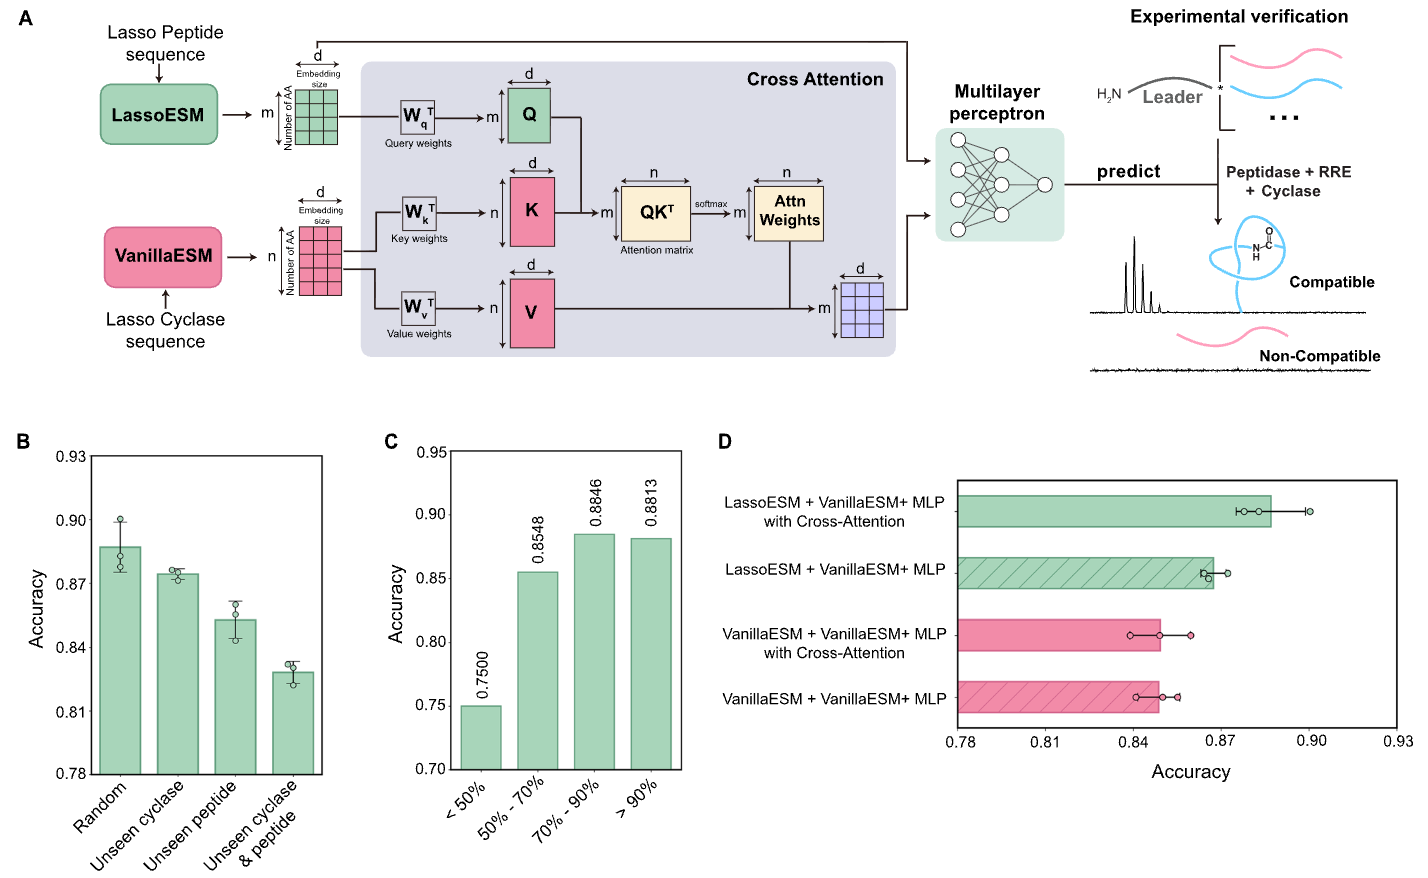 A
Lasso Peptide
sequence
LassoESM
m
Number of AA
d
Embedding
size
Cross Attention
W_q^T
Query weights
m
d
Q
VanillaESM
Lasso Cyclase
sequence
n
Number of AA
d
Embedding
size
W_k^T
Key weights
n
d
K
m
n
QK^T
Attention matrix
softmax
m
n
Attn
Weights
W_v^T
Value weights
n
d
V
m
d
Multilayer
perceptron
predict
Experimental verification
H2N
Leader
*
...
Peptidase + RRE
+ Cyclase
O
N
H
C
Compatible
Non-Compatible
B
Accuracy
0.93
0.90
0.87
0.84
0.81
0.78
Random
Unseen cyclase
Unseen peptide
Unseen cyclase
& peptide
C
Accuracy
0.95
0.90
0.85
0.80
0.75
0.70
0.7500
0.8548
0.8846
0.8813
< 50%
50% - 70%
70% - 90%
> 90%
D
LassoESM + VanillaESM+ MLP
with Cross-Attention
LassoESM + VanillaESM+ MLP
VanillaESM + VanillaESM+ MLP
with Cross-Attention
VanillaESM + VanillaESM+ MLP
0.78
0.81
0.84
0.87
0.90
0.93
Accuracy